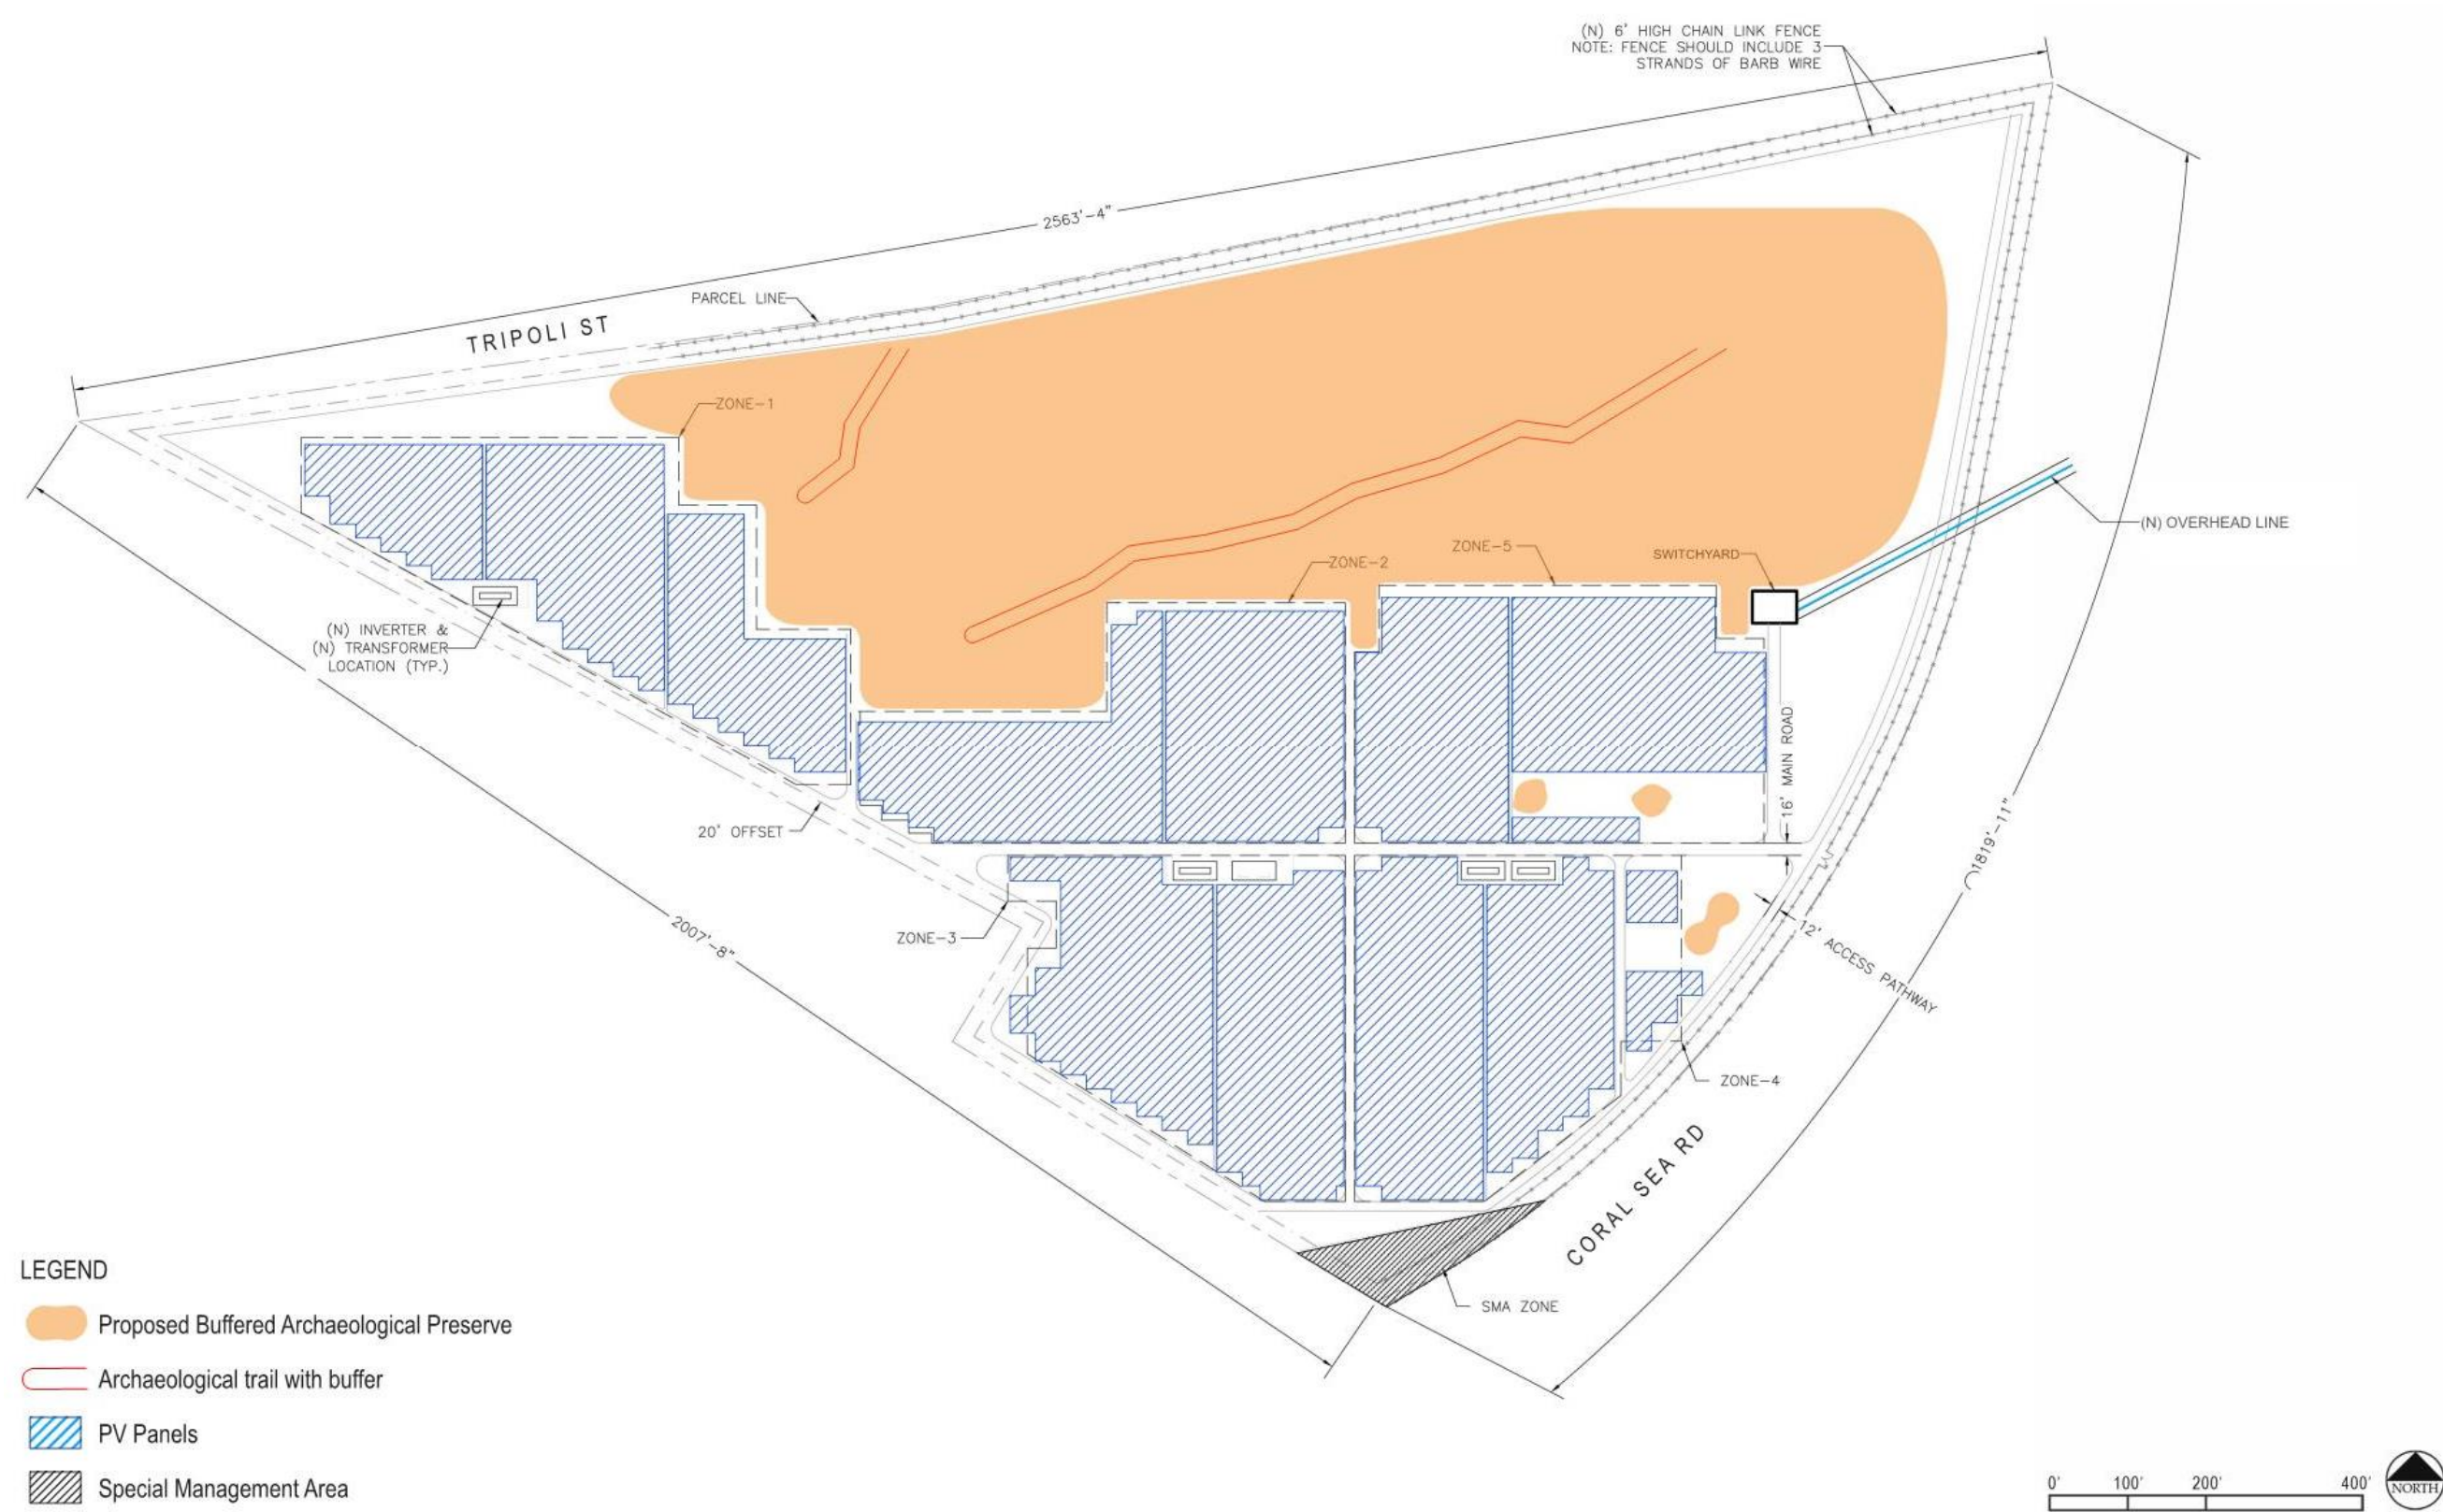 (N) 6' HIGH CHAIN LINK FENCE
NOTE: FENCE SHOULD INCLUDE 3
STRANDS OF BARB WIRE
2563'-4"
PARCEL LINE
TRIPOLI ST
ZONE-1
(N) OVERHEAD LINE
ZONE-5
SWITCHYARD
ZONE-2
(N) INVERTER &
(N) TRANSFORMER
LOCATION (TYP.)
16' MAIN ROAD
20' OFFSET
1819'-11"
2007'-8"
ZONE-3
12' ACCESS PATHWAY
ZONE-4
CORAL SEA RD
SMA ZONE
LEGEND
Proposed Buffered Archaeological Preserve
Archaeological trail with buffer
PV Panels
Special Management Area
0' 100' 200' 400'
NORTH